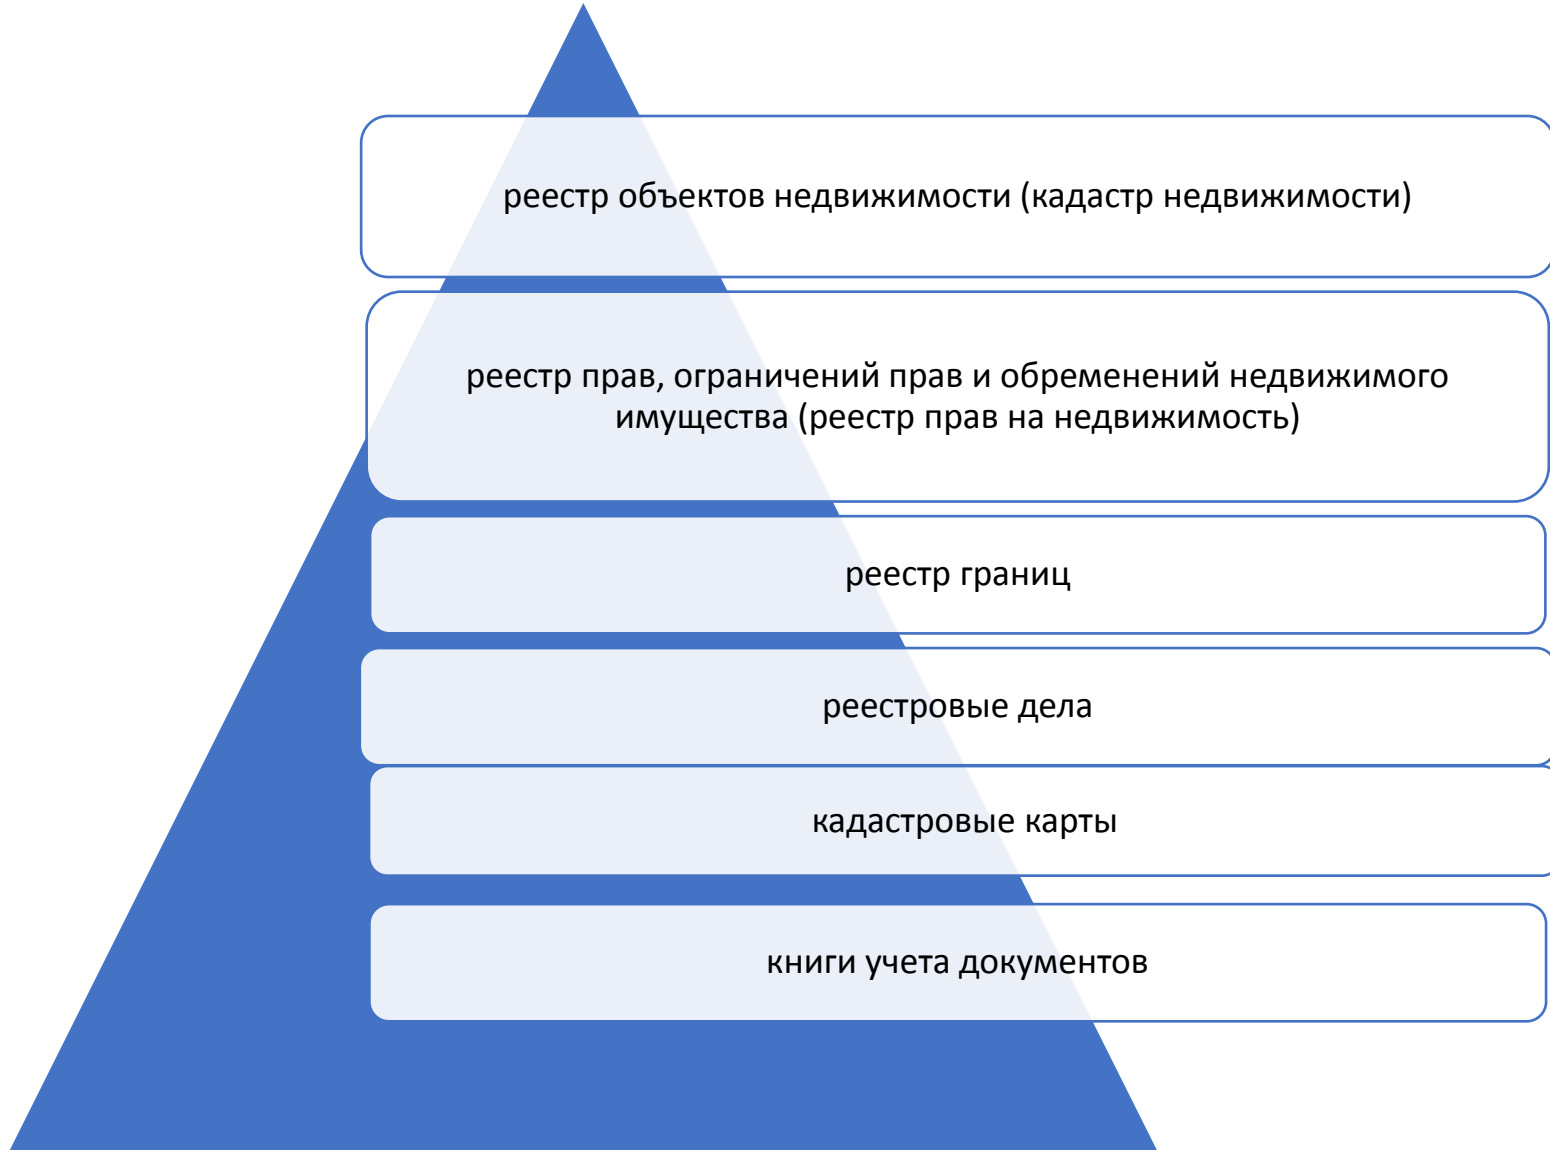 реестр объектов недвижимости (кадастр недвижимости)
реестр прав, ограничений прав и обременений недвижимого
имущества (реестр прав на недвижимость)
реестр границ
реестровые дела
кадастровые карты
книги учета документов